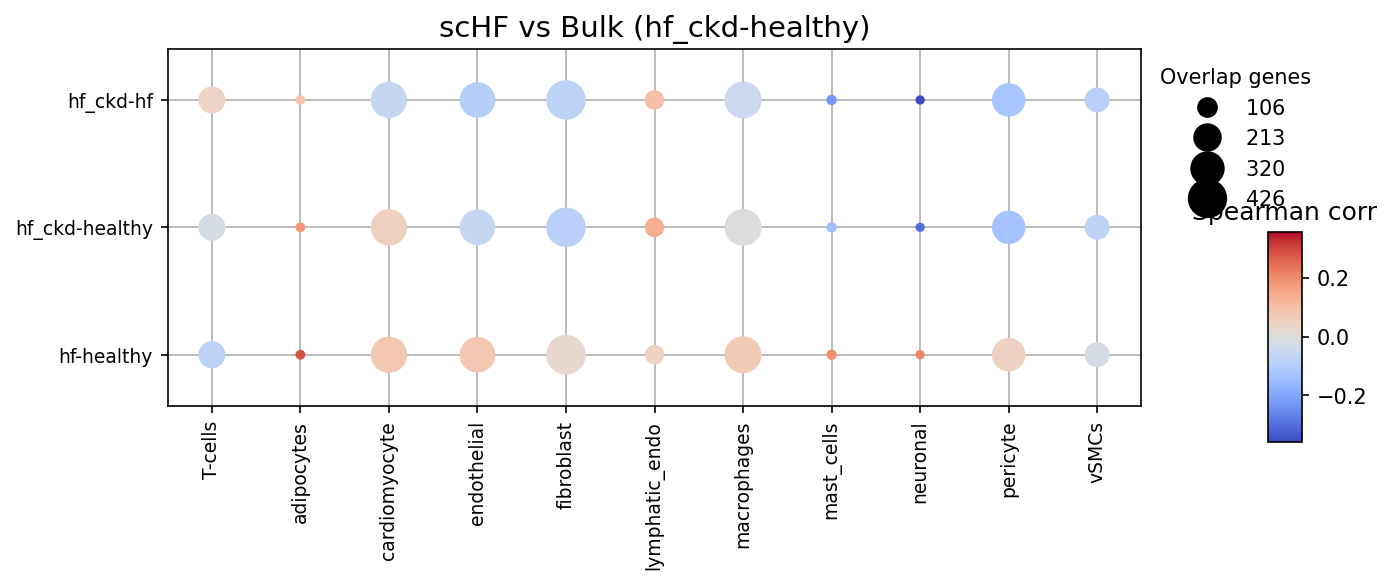 scHF vs Bulk (hf_ckd-healthy)
hf_ckd-hf
hf_ckd-healthy
hf-healthy
T-cells
adipocytes
cardiomyocyte
endothelial
fibroblast
lymphatic_endo
macrophages
mast_cells
neuronal
pericyte
vSMCs
Overlap genes
106
213
320
426
Spearman corr
0.2
0.0
−0.2